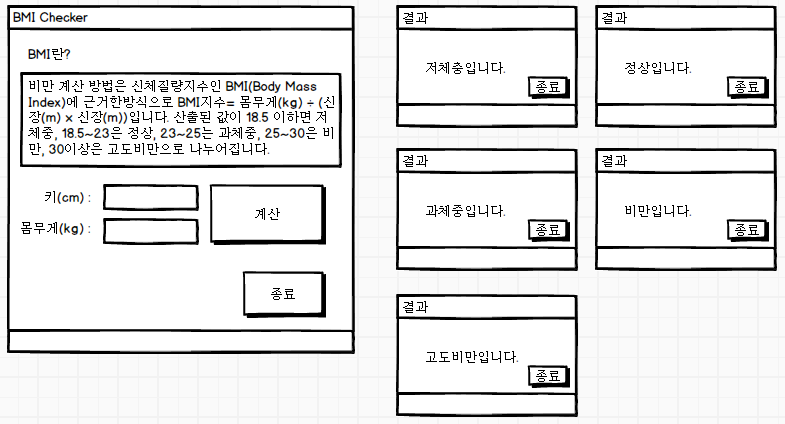 BMI Checker
BMI란?
비만 계산 방법은 신체질량지수인 BMI(Body Mass
Index)에 근거한방식으로 BMI지수= 몸무게(kg) ÷ (신
장(m) × 신장(m))입니다. 산출된 값이 18.5 이하면 저
체중, 18.5~23은 정상, 23~25는 과체중, 25~30은 비
만, 30이상은 고도비만으로 나누어집니다.
키(cm) :
몸무게(kg) :
계산
종료
결과
저체중입니다.
종료
결과
정상입니다.
종료
결과
과체중입니다.
종료
결과
비만입니다.
종료
결과
고도비만입니다.
종료